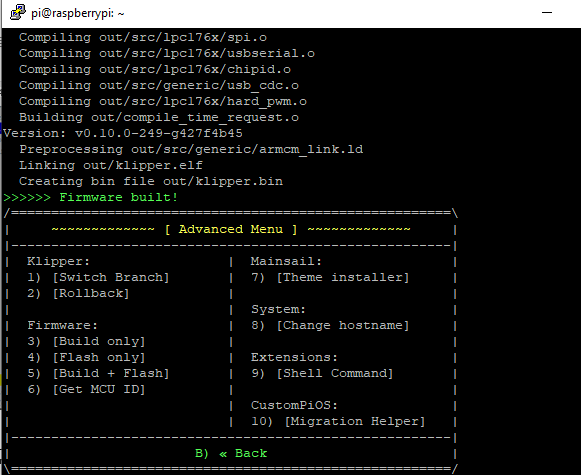 pi@raspberrypi: ~
  Compiling out/src/lpc176x/spi.o
  Compiling out/src/lpc176x/usbserial.o
  Compiling out/src/lpc176x/chipid.o
  Compiling out/src/generic/usb_cdc.o
  Compiling out/src/lpc176x/hard_pwm.o
  Building out/compile_time_request.o
Version: v0.10.0-249-g427f4b45
  Preprocessing out/src/generic/armcm_link.ld
  Linking out/klipper.elf
  Creating bin file out/klipper.bin
>>>>>> Firmware built!
/=======================================================\
|     ~~~~~~~~~~~~~ [ Advanced Menu ] ~~~~~~~~~~~~~     |
|-------------------------------------------------------|
|  Klipper:                 |  Mainsail:                |
|  1) [Switch Branch]       |  7) [Theme installer]     |
|  2) [Rollback]            |                           |
|                           |  System:                  |
|  Firmware:                |  8) [Change hostname]     |
|  3) [Build only]          |                           |
|  4) [Flash only]          |  Extensions:              |
|  5) [Build + Flash]       |  9) [Shell Command]       |
|  6) [Get MCU ID]          |                           |
|                           |  CustomPiOS:              |
|                           |  10) [Migration Helper]   |
|-------------------------------------------------------|
|                       B) « Back                       |
\=======================================================/